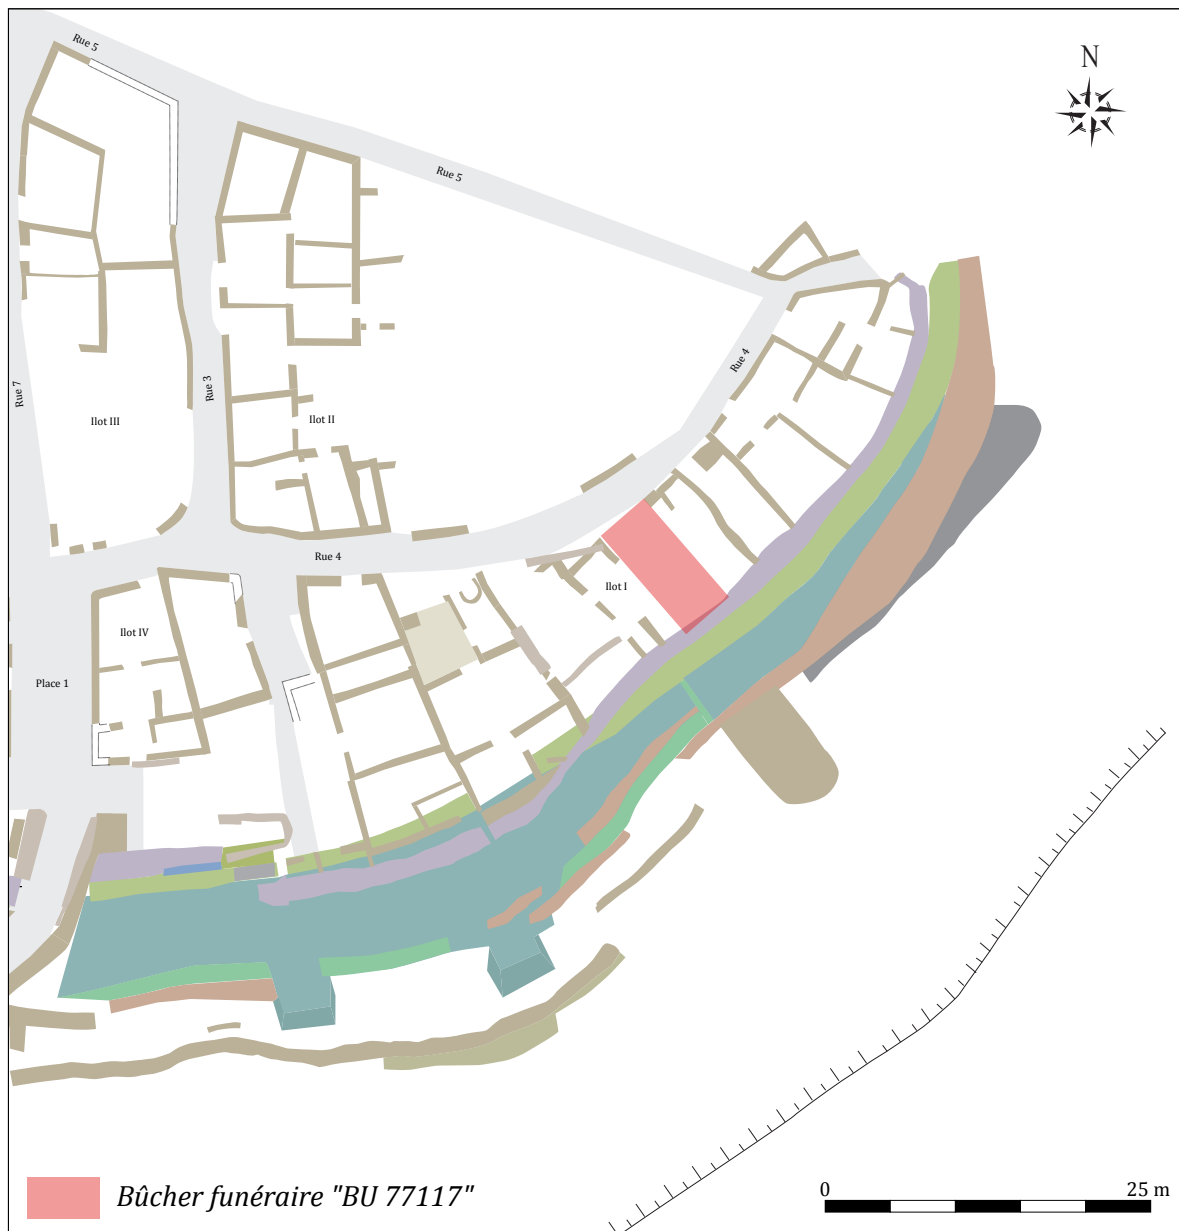 Rue 5
N
Rue 5
Rue 4
Rue 7
Rue 3
Ilot III
Ilot II
Rue 4
Ilot I
Ilot IV
Place 1
Bûcher funéraire "BU 77117"
0 25 m